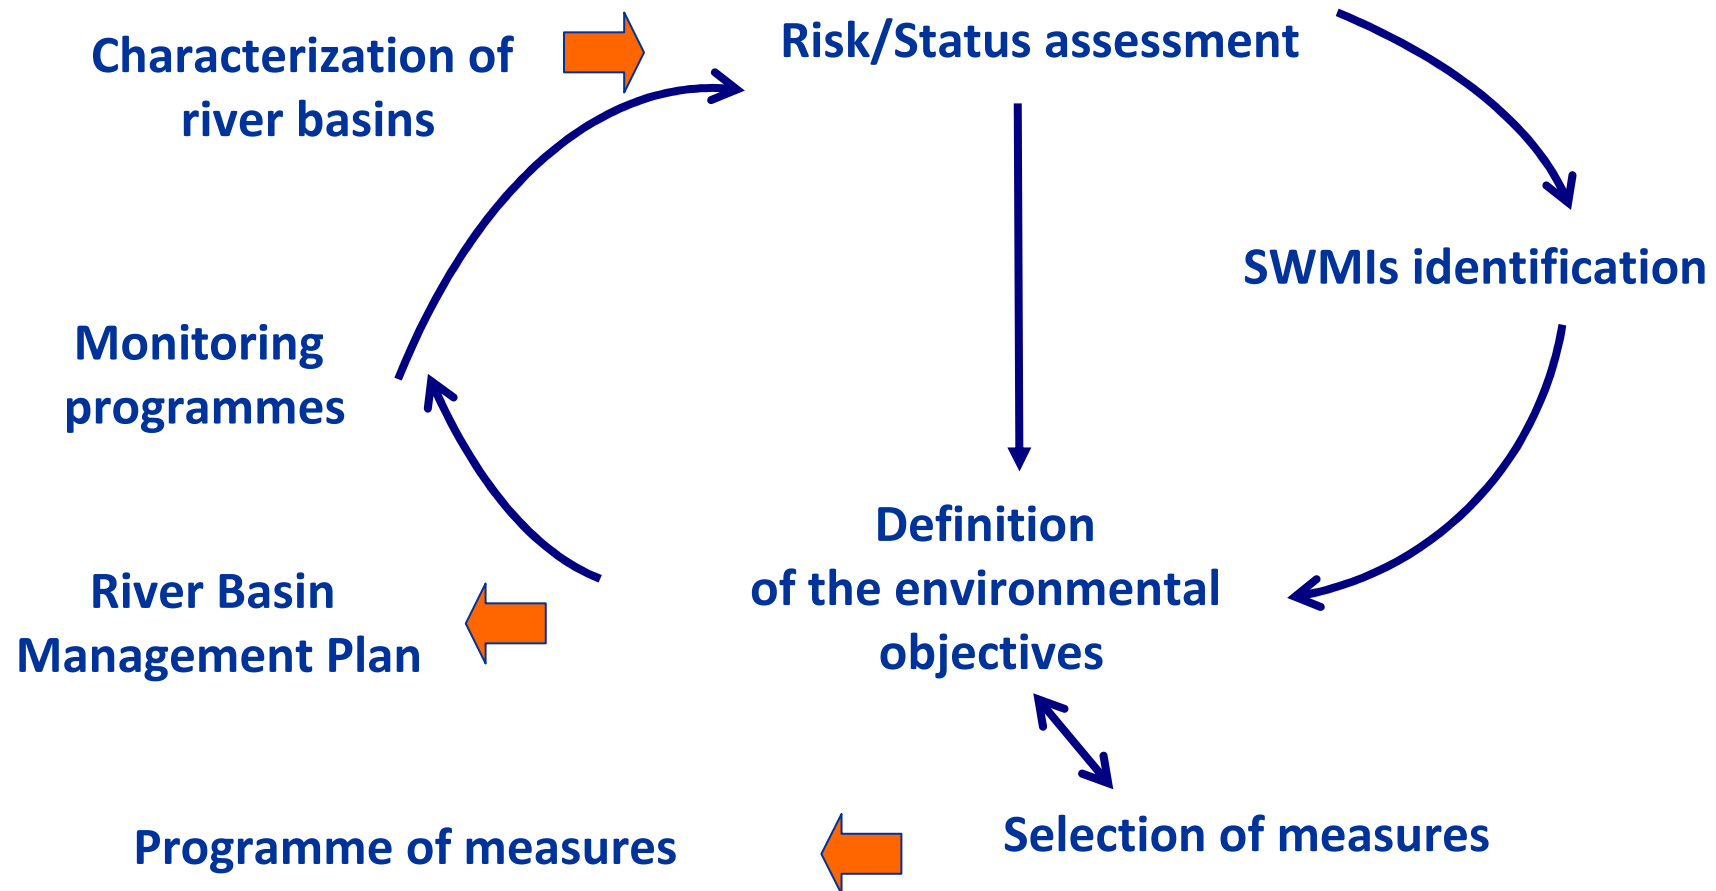 Characterization of
river basins
Risk/Status assessment
SWMIs identification
Monitoring
programmes
Definition
of the environmental
objectives
River Basin
Management Plan
Selection of measures
Programme of measures